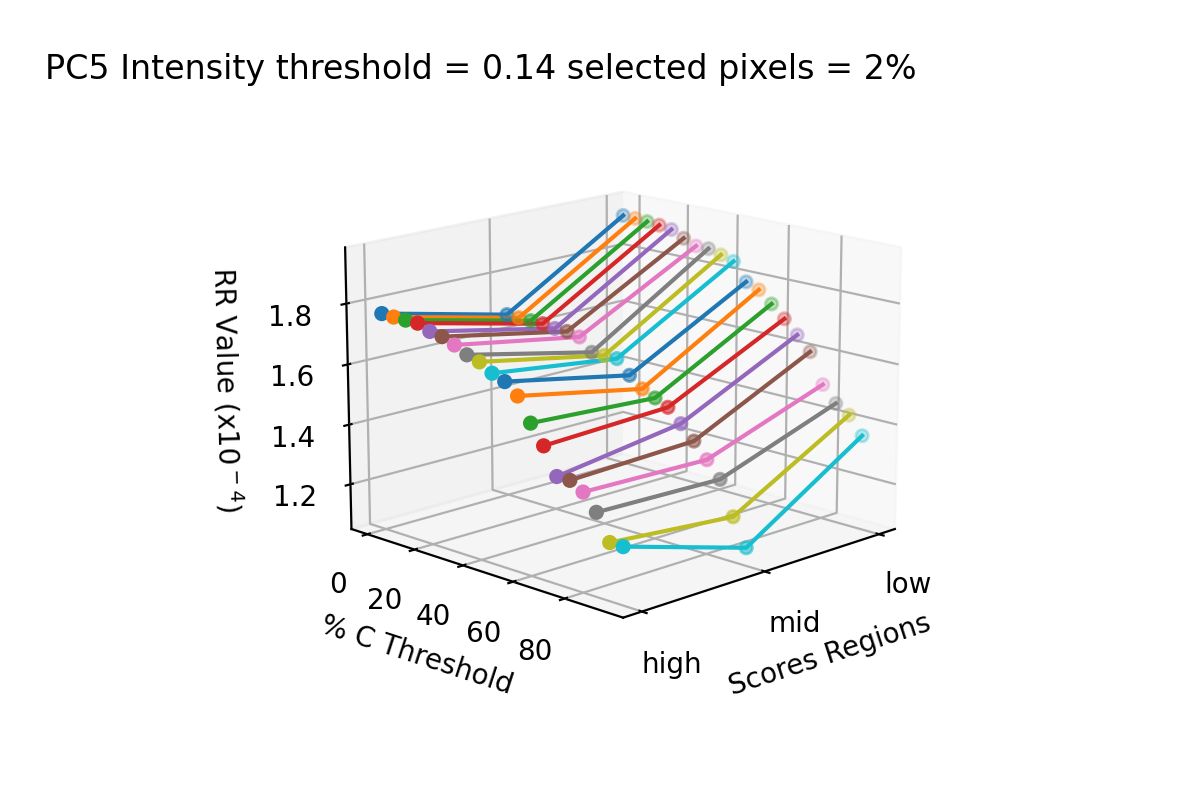 PC5 Intensity threshold = 0.14 selected pixels = 2%
RR Value (x10⁻⁴)
1.8
1.6
1.4
1.2
0
20
40
60
80
% C Threshold
high
mid
low
Scores Regions